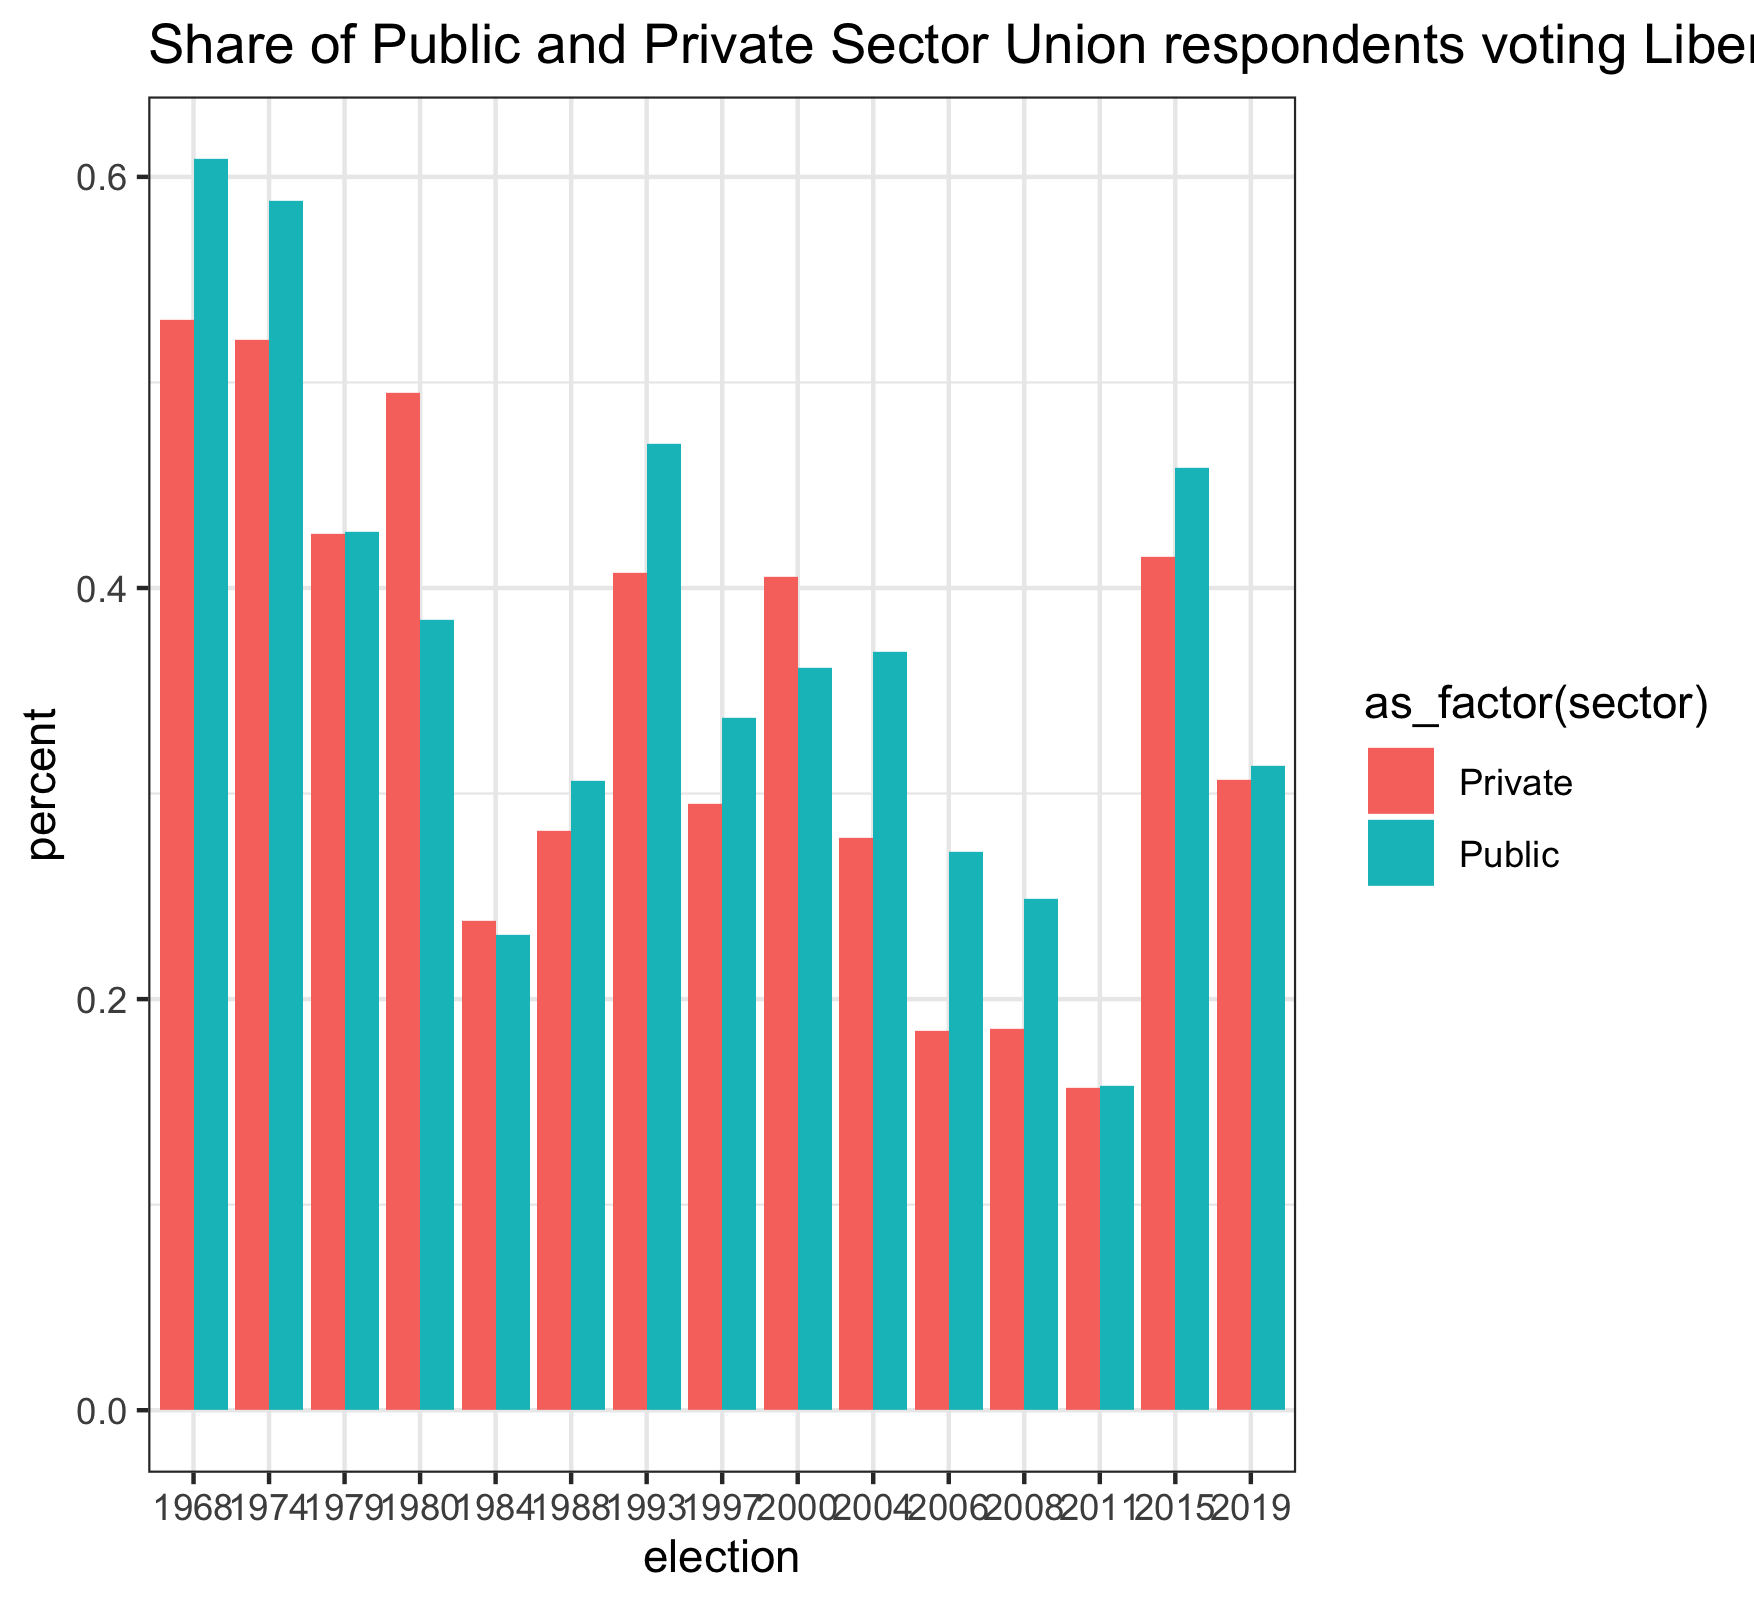 Share of Public and Private Sector Union respondents voting Liber
0.6
0.4
0.2
0.0
percent
1968 1974 1979 1980 1984 1988 1993 1997 2000 2004 2006 2008 2011 2015 2019
election
as_factor(sector)
Private
Public